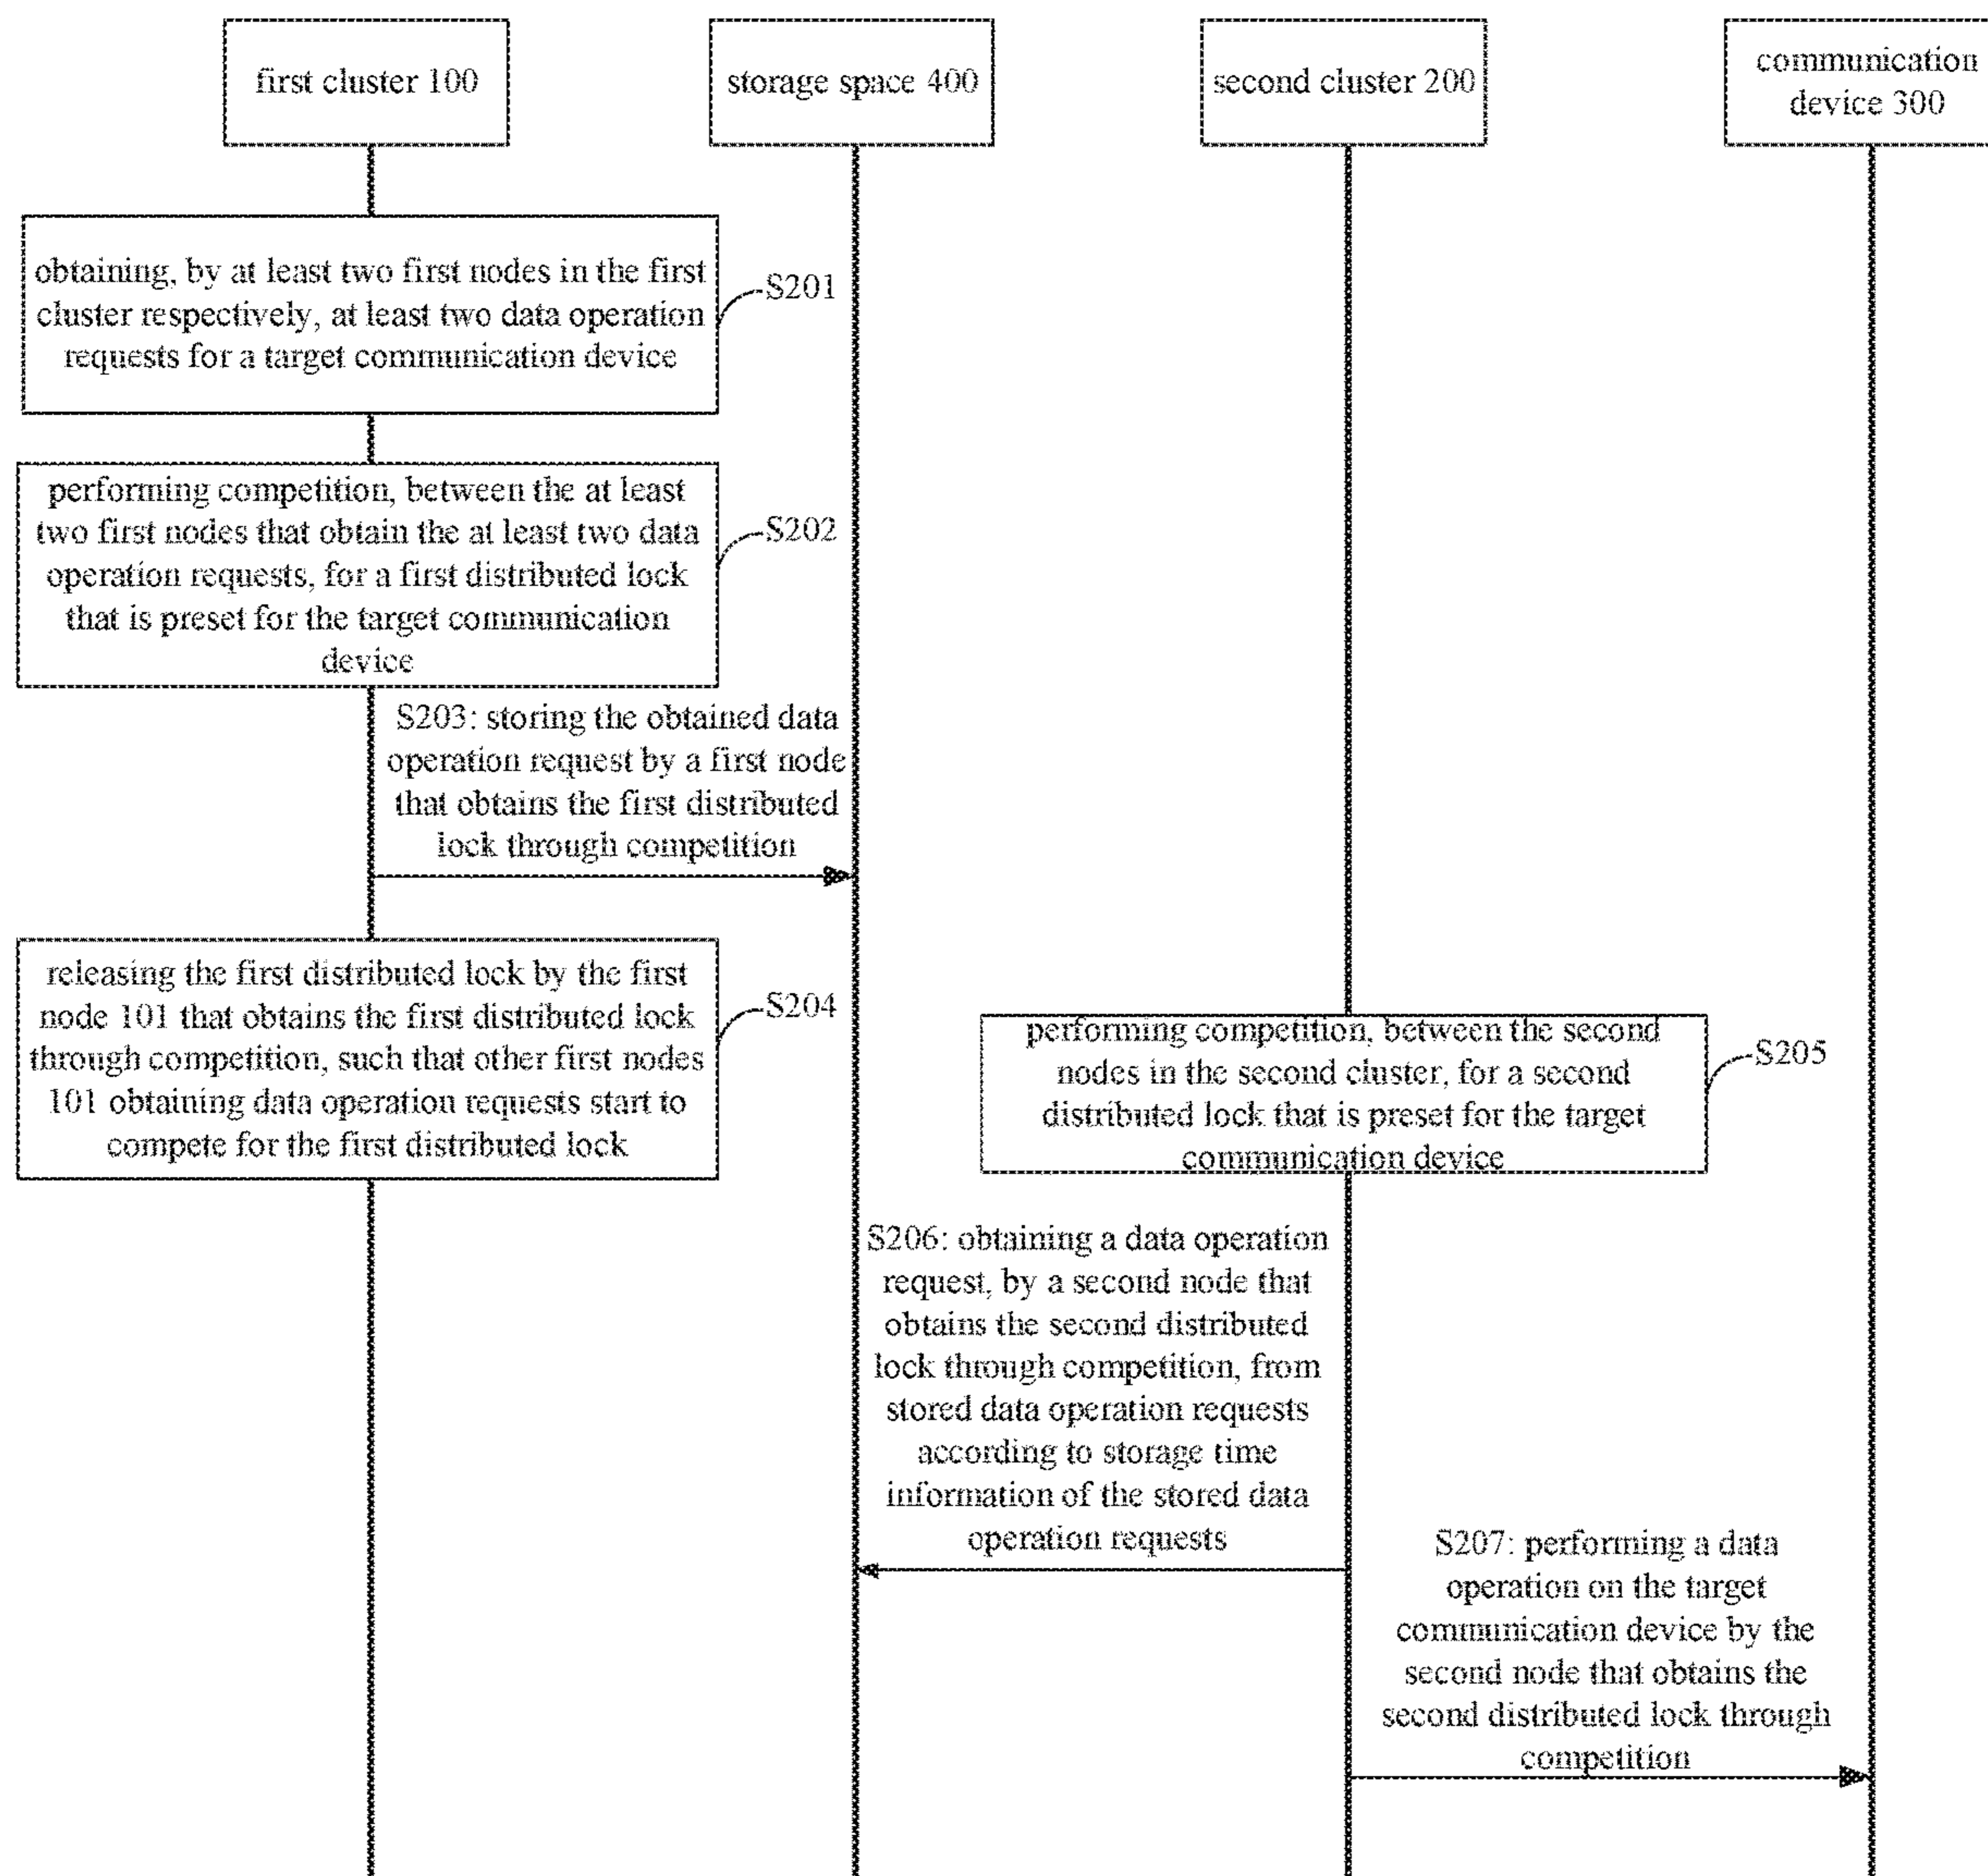 first cluster 100
storage space 400
second cluster 200
communication
device 300
obtaining, by at least two first nodes in the first
cluster respectively, at least two data operation
requests for a target communication device
S201
performing competition, between the at least
two first nodes that obtain the at least two data
operation requests, for a first distributed lock
that is preset for the target communication
device
S202
S203: storing the obtained data
operation request by a first node
that obtains the first distributed
lock through competition
releasing the first distributed lock by the first
node 101 that obtains the first distributed lock
through competition, such that other first nodes
101 obtaining data operation requests start to
compete for the first distributed lock
S204
performing competition, between the second
nodes in the second cluster, for a second
distributed lock that is preset for the target
communication device
S205
S206: obtaining a data operation
request, by a second node that
obtains the second distributed
lock through competition, from
stored data operation requests
according to storage time
information of the stored data
operation requests
S207: performing a data
operation on the target
communication device by the
second node that obtains the
second distributed lock through
competition